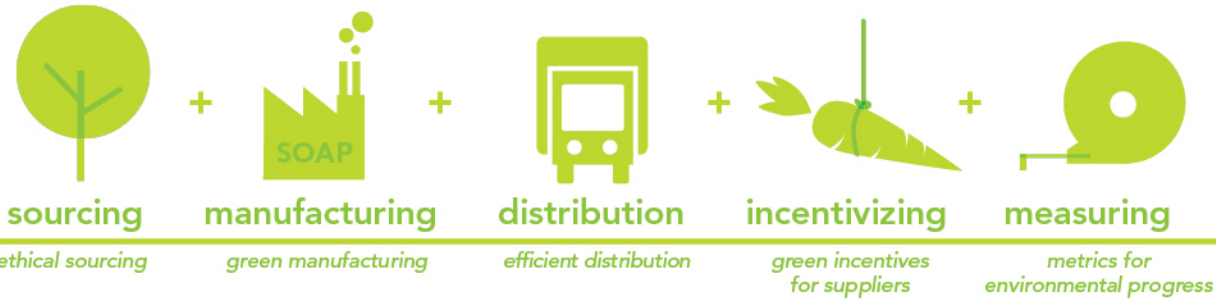 SOAP
sourcing manufacturing distribution incentivizing measuring
ethical sourcing green manufacturing efficient distribution green incentives metrics for
for suppliers environmental progress